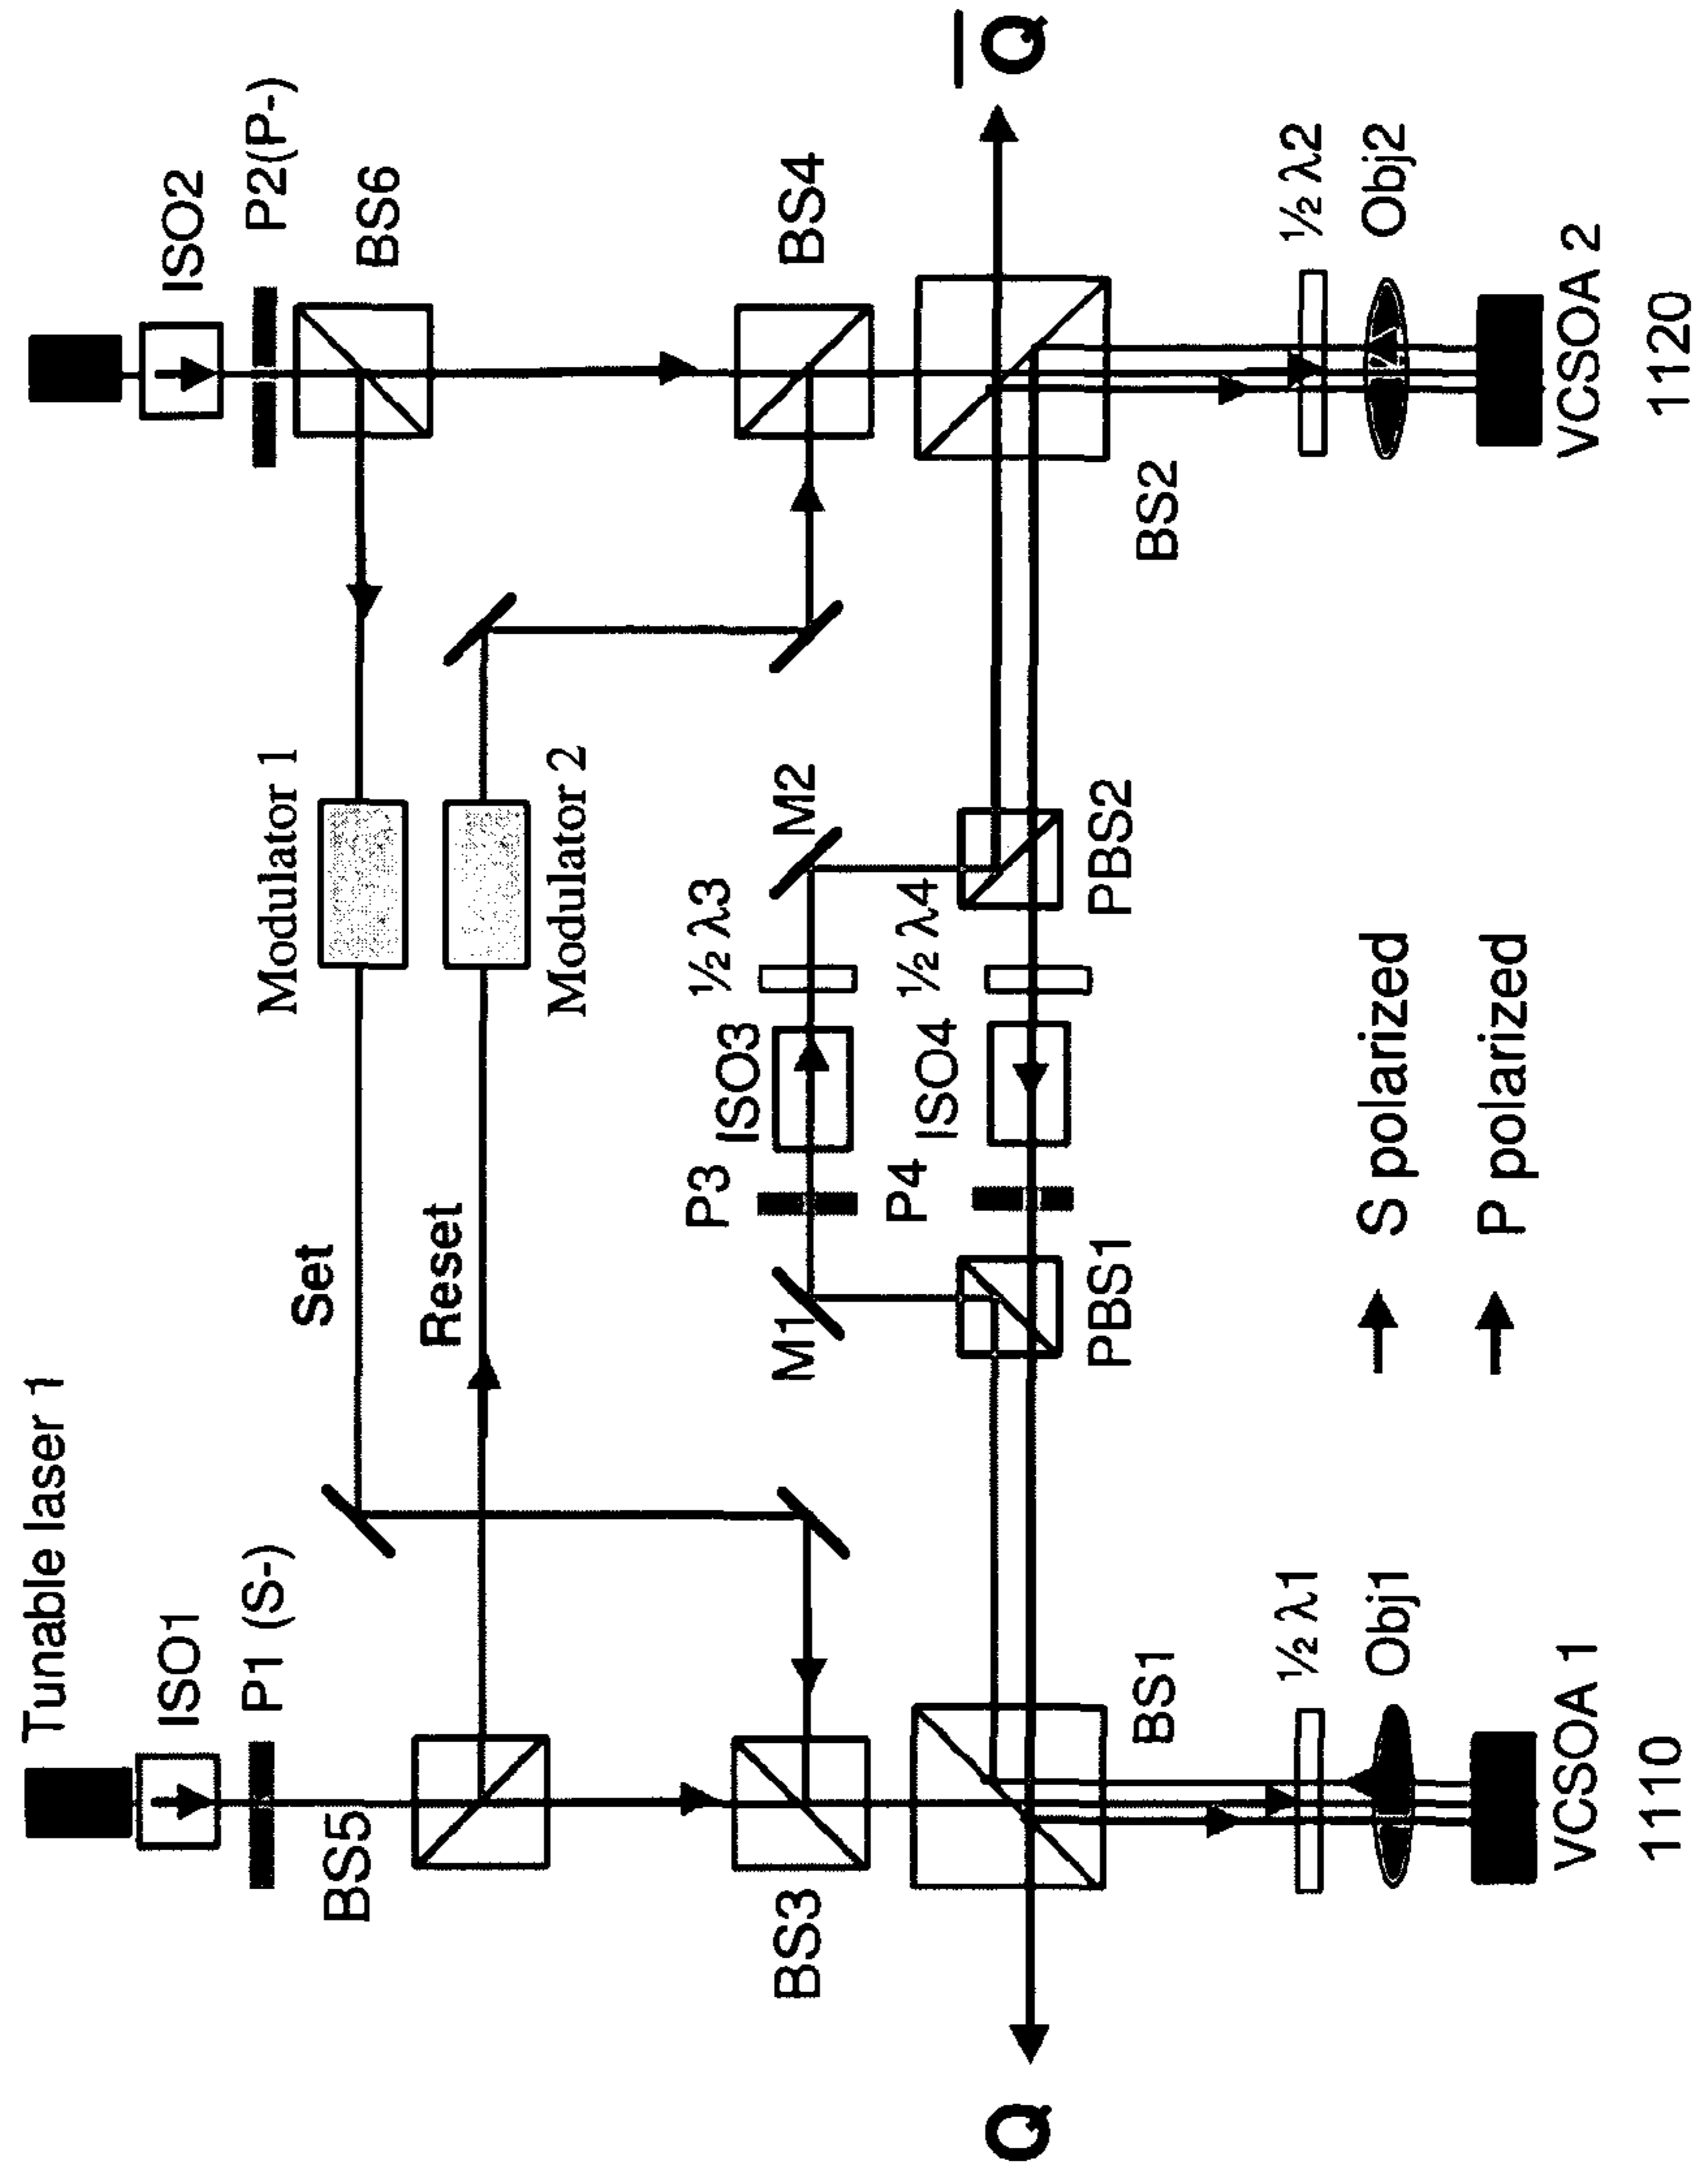 Tunable laser 1
ISO1
P1 (S-)
BS5
BS3
BS1
½ λ1
Obj1
VCSOA 1
1110
Q
Set
Reset
Modulator 1
Modulator 2
M1
P3
ISO3
½ λ3
M2
P4
ISO4
½ λ4
PBS1
PBS2
S polarized
P polarized
ISO2
P2(P-)
BS6
BS4
BS2
½ λ2
Obj2
VCSOA 2
1120
Q̅